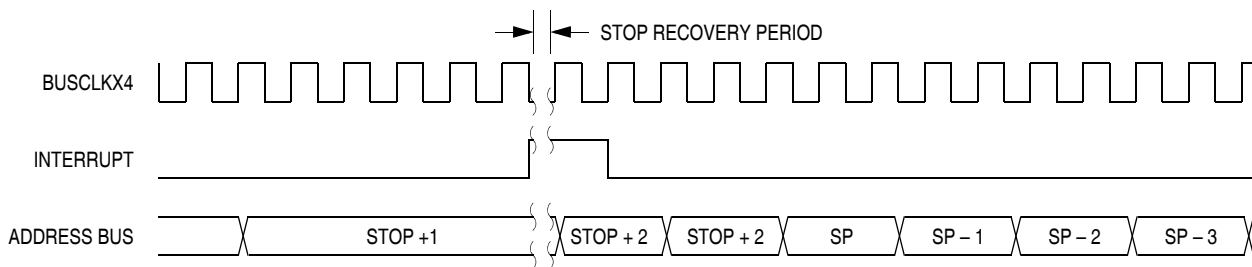 STOP RECOVERY PERIOD
BUSCLKX4
INTERRUPT
ADDRESS BUS STOP +1 STOP + 2 STOP + 2 SP SP – 1 SP – 2 SP – 3